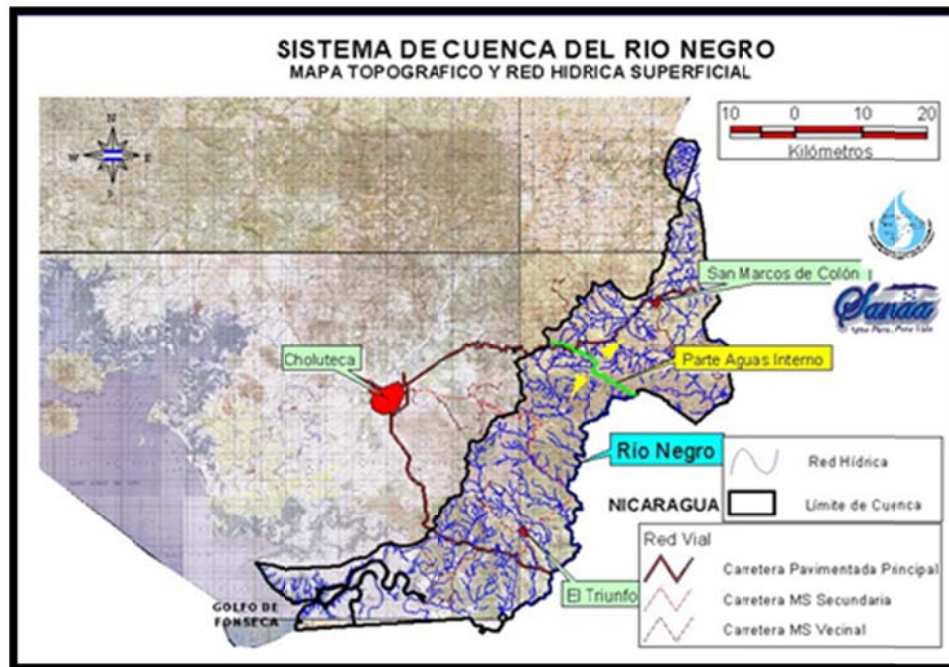 SISTEMA DE CUENCA DEL RIO NEGRO
MAPA TOPOGRAFICO Y RED HIDRICA SUPERFICIAL
10 0 10 20
Kilómetros
N
W E
San Marcos de Colón
Sanaa
Choluteca
Parte Aguas Interno
Río Negro
NICARAGUA
Red Hídrica
Límite de Cuenca
Red Vial
Carretera Pavimentada Principal
Carretera MS Secundaria
Carretera MS Vecinal
El Triunfo
GOLFO DE
FONSECA